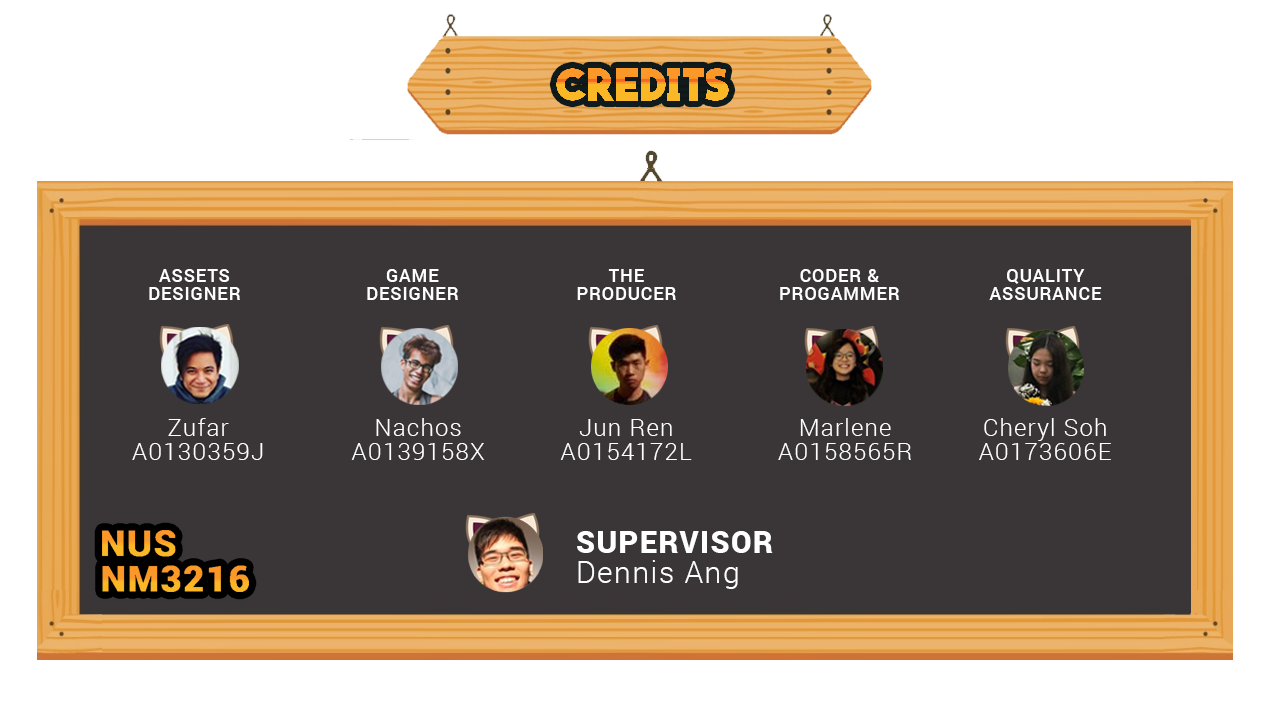 CREDITS
ASSETS
DESIGNER
Zufar
A0130359J
GAME
DESIGNER
Nachos
A0139158X
THE
PRODUCER
Jun Ren
A0154172L
CODER &
PROGAMMER
Marlene
A0158565R
QUALITY
ASSURANCE
Cheryl Soh
A0173606E
NUS
NM3216
SUPERVISOR
Dennis Ang